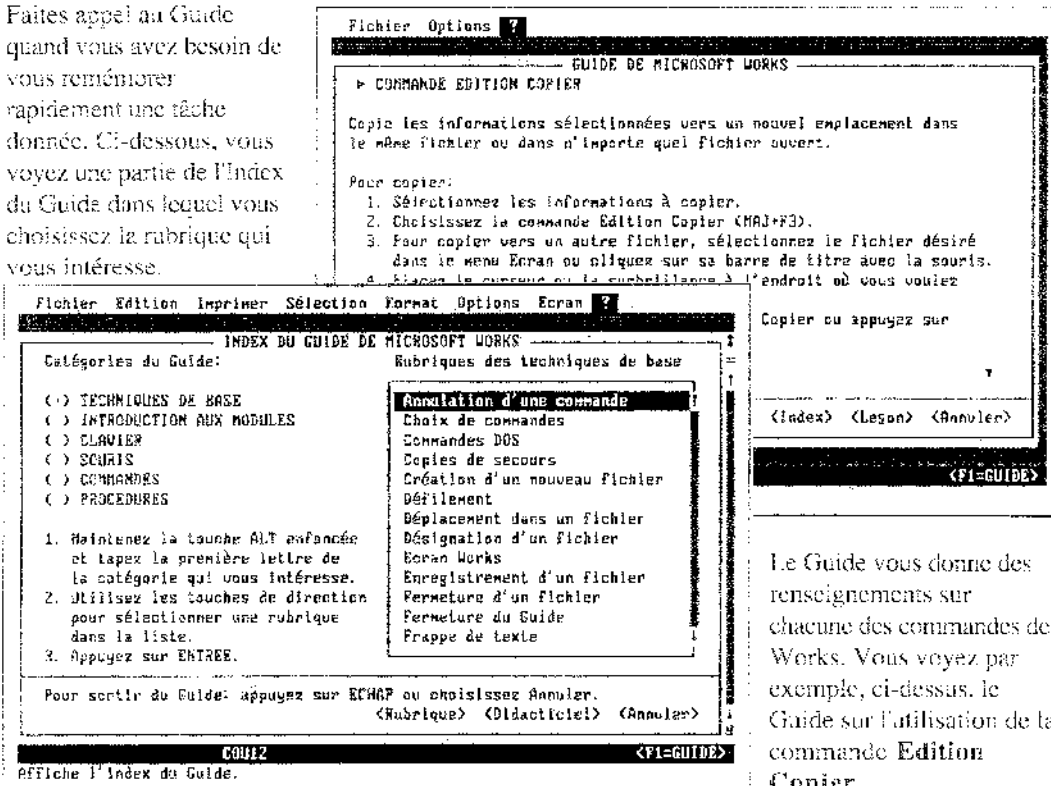 Faites appel au Guide
quand vous avez besoin de
vous remémorer
rapidement une tâche
donnée. Ci-dessous, vous
voyez une partie de l'Index
du Guide dans lequel vous
choisissez la rubrique qui
vous intéresse.
Fichier Options ?
GUIDE DE MICROSOFT WORKS
► COMMANDE EDITION COPIER
Copie les informations sélectionnées vers un nouvel emplacement dans
le même fichier ou dans n'importe quel fichier ouvert.
Pour copier:
1. Sélectionnez les informations à copier.
2. Choisissez la commande Edition Copier (MAJ+F3).
3. Pour copier vers un autre fichier, sélectionnez le fichier désiré
dans le menu Ecran ou cliquez sur sa barre de titre avec la souris.
4. Placez le curseur ou la surbrillance à l'endroit où vous voulez
Copier ou appuyez sur
<Index> <Leçon> <Annuler>
<F1=GUIDE>
Fichier Edition Imprimer Sélection Format Options Ecran ?
INDEX DU GUIDE DE MICROSOFT WORKS
Catégories du Guide:
(·) TECHNIQUES DE BASE
( ) INTRODUCTION AUX MODULES
( ) CLAVIER
( ) SOURIS
( ) COMMANDES
( ) PROCEDURES
1. Maintenez la touche ALT enfoncée
et tapez la première lettre de
la catégorie qui vous intéresse.
2. Utilisez les touches de direction
pour sélectionner une rubrique
dans la liste.
3. Appuyez sur ENTREE.
Rubriques des techniques de base
Annulation d'une commande
Choix de commandes
Commandes DOS
Copies de secours
Création d'un nouveau fichier
Défilement
Déplacement dans un fichier
Désignation d'un fichier
Ecran Works
Enregistrement d'un fichier
Fermeture d'un fichier
Fermeture du Guide
Frappe de texte
Pour sortir du Guide: appuyez sur ECHAP ou choisissez Annuler.
<Rubrique> <Didacticiel> <Annuler>
<F1=GUIDE>
Affiche l'index du Guide.
Le Guide vous donne des
renseignements sur
chacune des commandes de
Works. Vous voyez par
exemple, ci-dessus, le
Guide sur l'utilisation de la
commande Edition
Copier